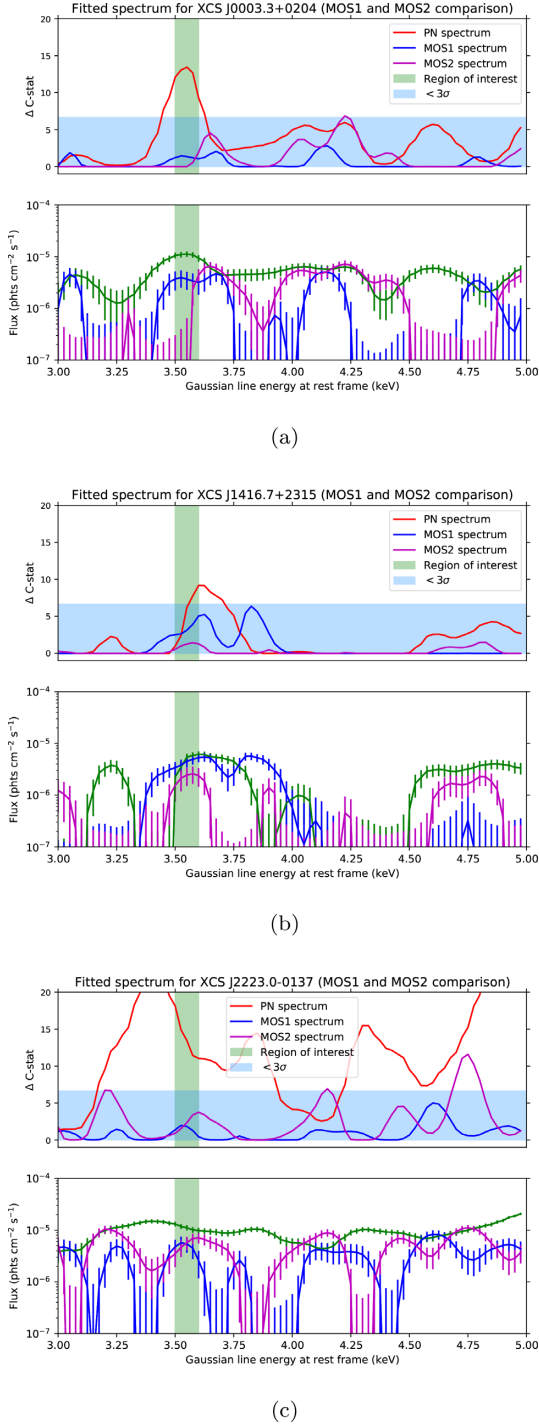 Fitted spectrum for XCS J0003.3+0204 (MOS1 and MOS2 comparison)
20
15
10
5
0
Δ C-stat
PN spectrum
MOS1 spectrum
MOS2 spectrum
Region of interest
< 3σ
10⁻⁴
10⁻⁵
10⁻⁶
10⁻⁷
Flux (phts cm⁻² s⁻¹)
3.00 3.25 3.50 3.75 4.00 4.25 4.50 4.75 5.00
Gaussian line energy at rest frame (keV)
(a)
Fitted spectrum for XCS J1416.7+2315 (MOS1 and MOS2 comparison)
20
15
10
5
0
Δ C-stat
PN spectrum
MOS1 spectrum
MOS2 spectrum
Region of interest
< 3σ
10⁻⁴
10⁻⁵
10⁻⁶
10⁻⁷
Flux (phts cm⁻² s⁻¹)
3.00 3.25 3.50 3.75 4.00 4.25 4.50 4.75 5.00
Gaussian line energy at rest frame (keV)
(b)
Fitted spectrum for XCS J2223.0-0137 (MOS1 and MOS2 comparison)
20
15
10
5
0
Δ C-stat
PN spectrum
MOS1 spectrum
MOS2 spectrum
Region of interest
< 3σ
10⁻⁴
10⁻⁵
10⁻⁶
10⁻⁷
Flux (phts cm⁻² s⁻¹)
3.00 3.25 3.50 3.75 4.00 4.25 4.50 4.75 5.00
Gaussian line energy at rest frame (keV)
(c)